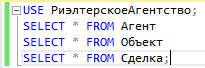 USE РиэлтерскоеАгентство;
SELECT * FROM Агент
SELECT * FROM Объект
SELECT * FROM Сделка;